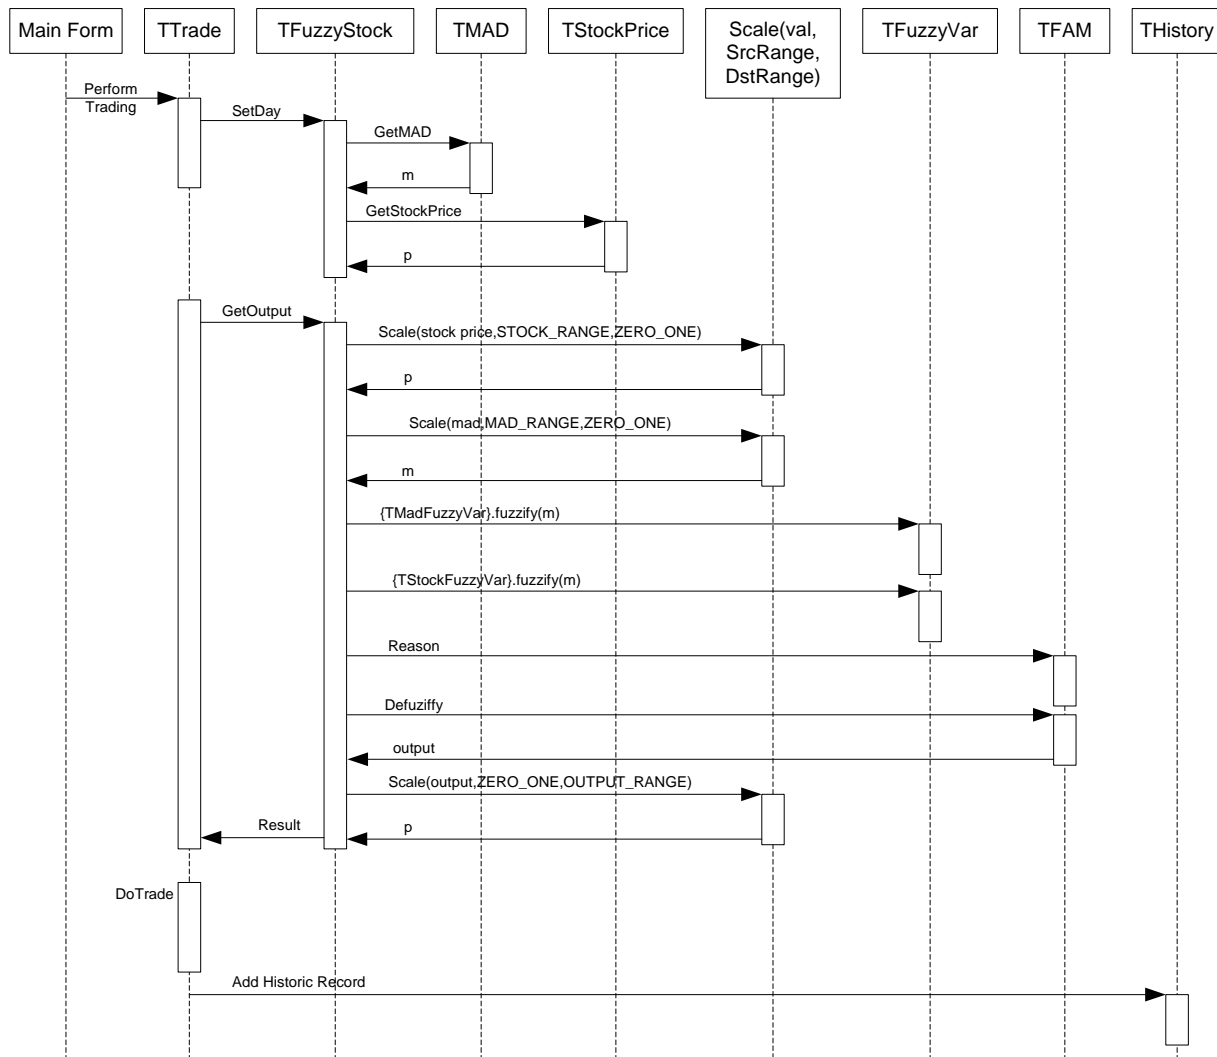 Main Form
TTrade
TFuzzyStock
TMAD
TStockPrice
Scale(val,
SrcRange,
DstRange)
TFuzzyVar
TFAM
THistory
Perform
Trading
SetDay
GetMAD
m
GetStockPrice
p
GetOutput
Scale(stock price,STOCK_RANGE,ZERO_ONE)
p
Scale(mad,MAD_RANGE,ZERO_ONE)
m
{TMadFuzzyVar}.fuzzify(m)
{TStockFuzzyVar}.fuzzify(m)
Reason
Defuziffy
output
Scale(output,ZERO_ONE,OUTPUT_RANGE)
Result
p
DoTrade
Add Historic Record